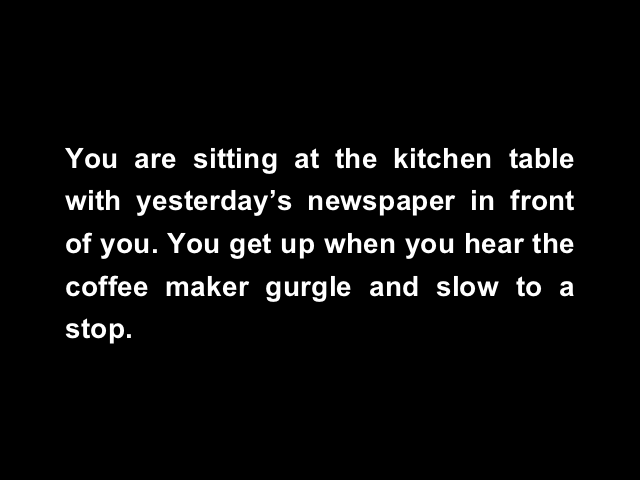 You are sitting at the kitchen table
with yesterday’s newspaper in front
of you. You get up when you hear the
coffee maker gurgle and slow to a
stop.